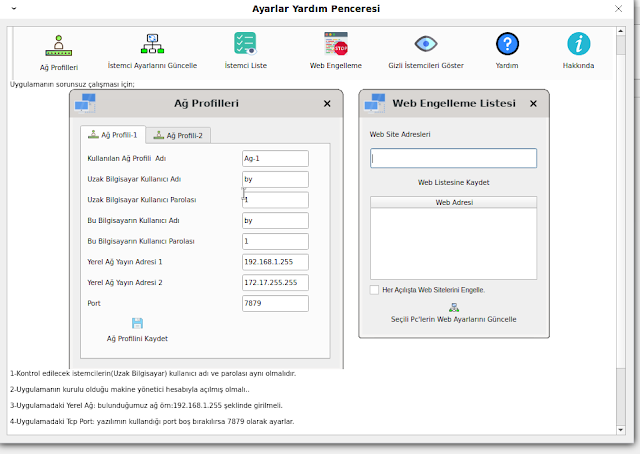 Ayarlar Yardım Penceresi
Ağ Profilleri
İstemci Ayarlarını Güncelle
İstemci Liste
Web Engelleme
Gizli İstemcileri Göster
Yardım
Hakkında
STOP
Uygulamanın sorunsuz çalışması için;
Ağ Profilleri
Ağ Profili-1
Ağ Profili-2
Kullanılan Ağ Profili Adı
Ag-1
Uzak Bilgisayar Kullanıcı Adı
by
Uzak Bilgisayar Kullanıcı Parolası
1
Bu Bilgisayarın Kullanıcı Adı
by
Bu Bilgisayarın Kullanıcı Parolası
1
Yerel Ağ Yayın Adresi 1
192.168.1.255
Yerel Ağ Yayın Adresi 2
172.17.255.255
Port
7879
Ağ Profilini Kaydet
Web Engelleme Listesi
Web Site Adresleri
Web Listesine Kaydet
Web Adresi
Her Açılışta Web Sitelerini Engelle.
Seçili Pc'lerin Web Ayarlarını Güncelle
1-Kontrol edilecek istemcilerin(Uzak Bilgisayar) kullanici adı ve parolası aynı olmalıdır.
2-Uygulamanın kurulu olduğu makine yönetici hesabıyla açılmış olmalı..
3-Uygulamadaki Yerel Ağ: bulunduğumuz ağ örn:192.168.1.255 şeklinde girilmeli.
4-Uygulamadaki Tcp Port: yazılımın kullandığı port boş bırakılırsa 7879 olarak ayarlar.